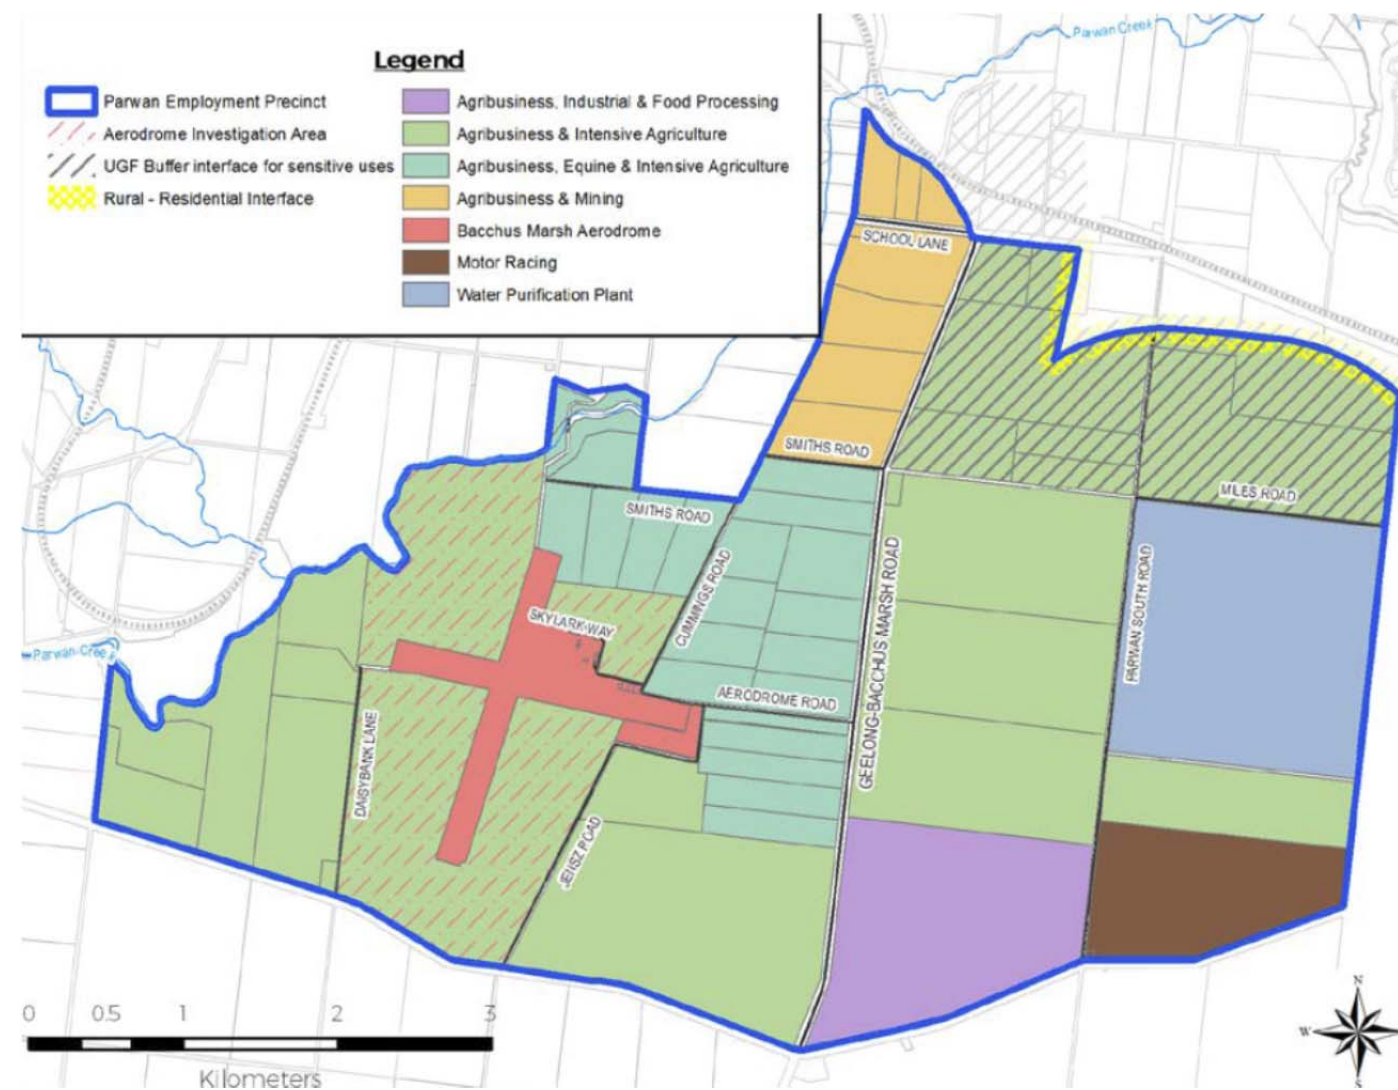 Legend
Parwan Employment Precinct
Aerodrome Investigation Area
UGF Buffer interface for sensitive uses
Rural - Residential Interface
Agribusiness, Industrial & Food Processing
Agribusiness & Intensive Agriculture
Agribusiness, Equine & Intensive Agriculture
Agribusiness & Mining
Bacchus Marsh Aerodrome
Motor Racing
Water Purification Plant
Parwan Creek
SCHOOL LANE
SMITHS ROAD
MILES ROAD
SMITHS ROAD
CUMMINGS ROAD
GEELONG-BACCHUS MARSH ROAD
PARWAN SOUTH ROAD
SKYLARK WAY
Parwan Creek
AERODROME ROAD
DAISYBANK LANE
JENSZ ROAD
0 0.5 1 2 3
Kilometers
N
W
S